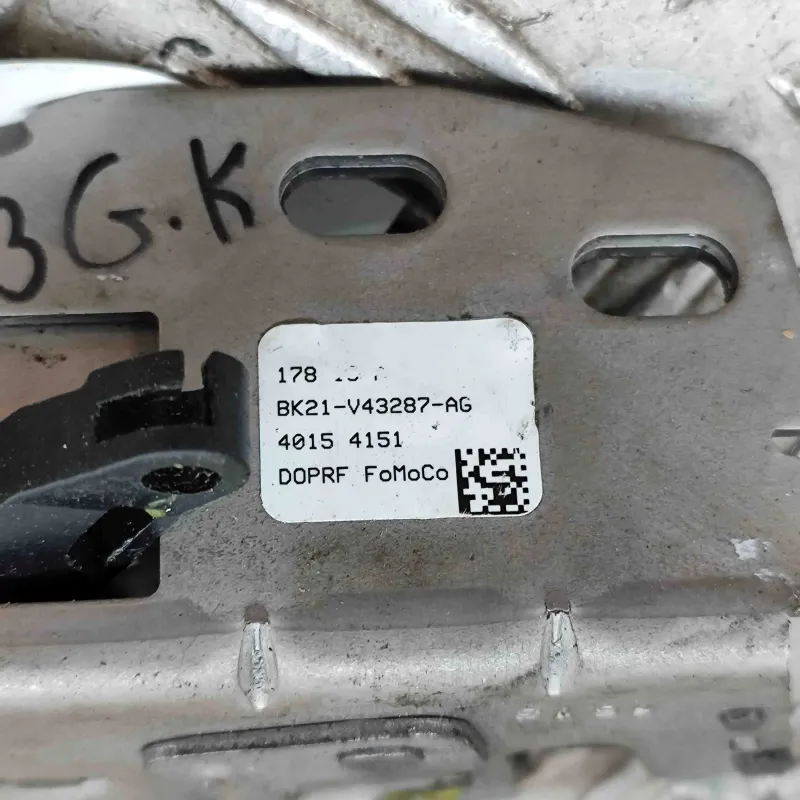 3G.K
178
BK21-V43287-AG
4015 4151
DOPRF FoMoCo